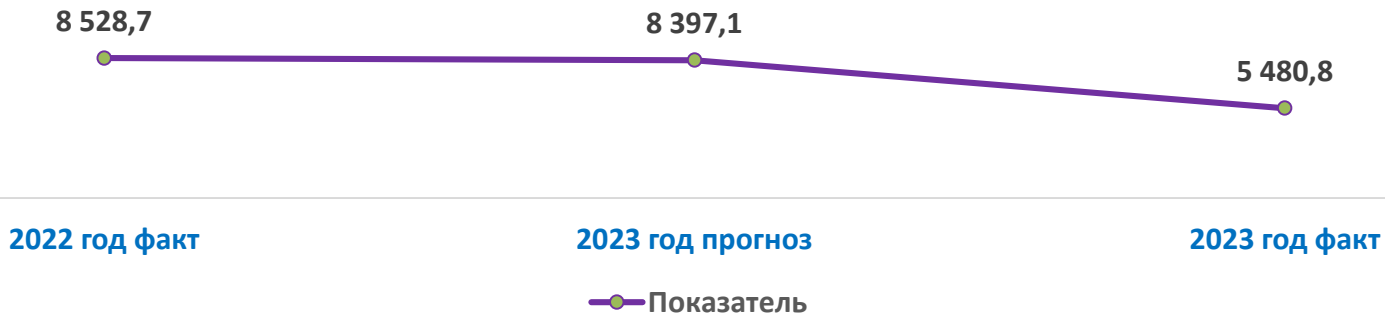 8 528,7
8 397,1
5 480,8
2022 год факт
2023 год прогноз
2023 год факт
Показатель